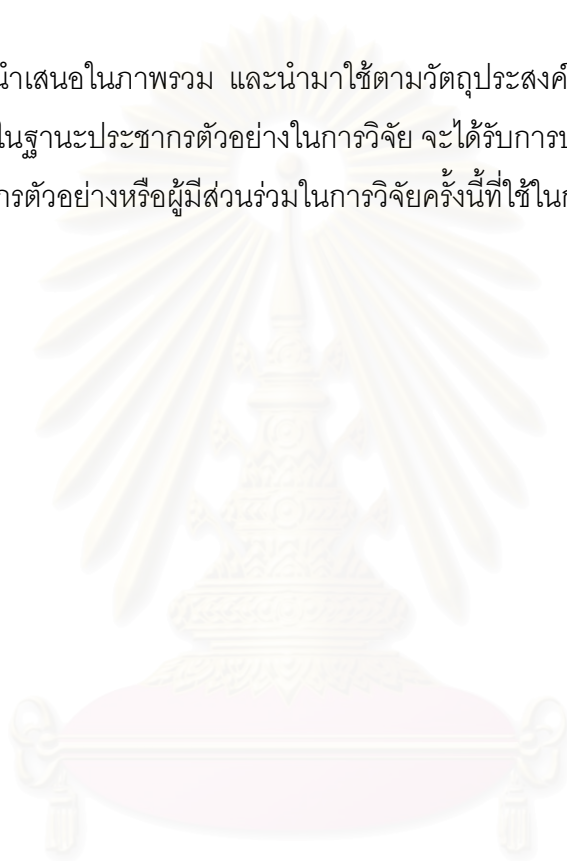 นำเสนอในภาพรวม และนำมาใช้ตามวัตถุประสงค์
ในฐานะประชากรตัวอย่างในการวิจัย จะได้รับการ
กรตัวอย่างหรือผู้มีส่วนร่วมในการวิจัยครั้งนี้ที่ใช้ใน